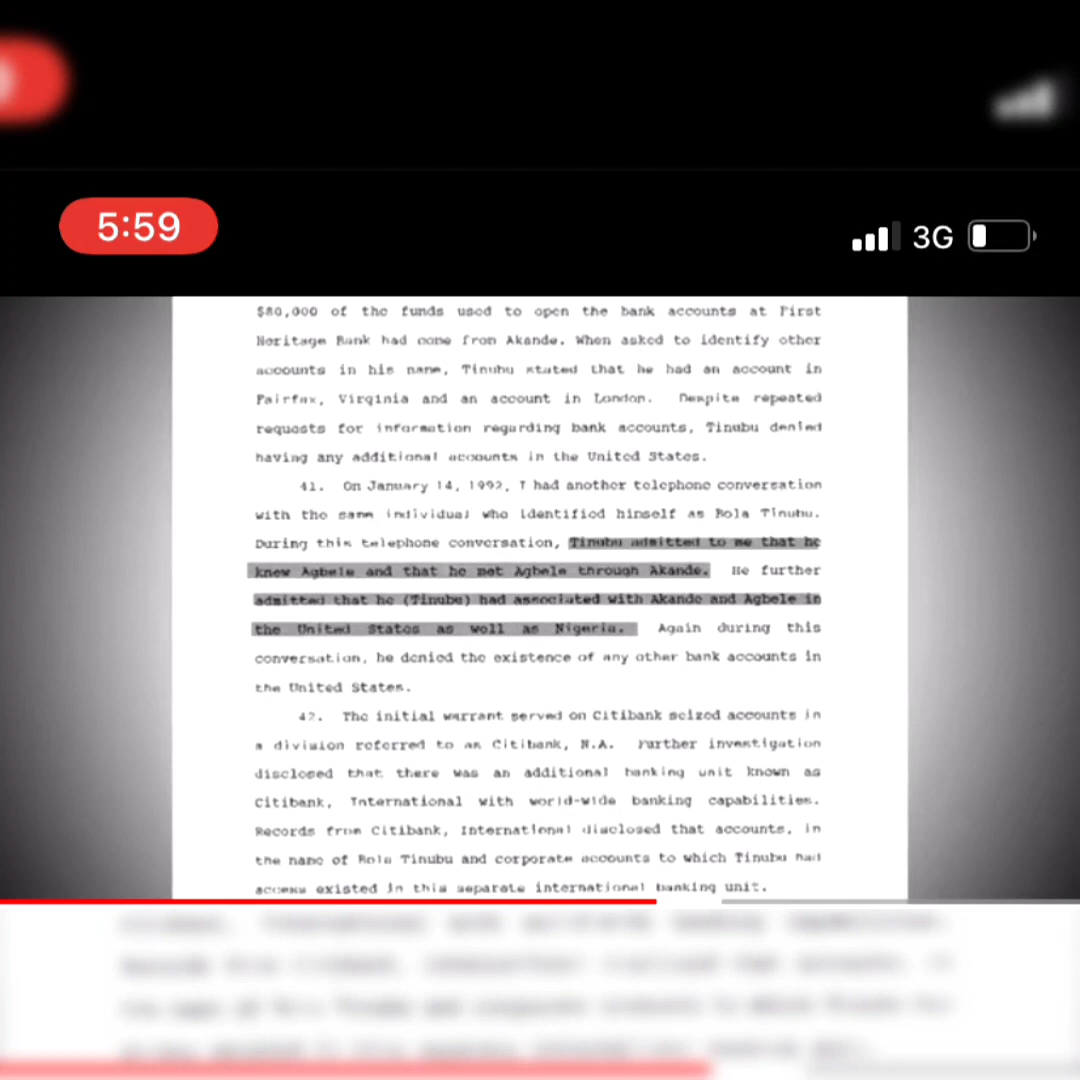 5:59
3G
$80,000 of the funds used to open the bank accounts at First
Heritage Bank had come from Akande. When asked to identify other
accounts in his name, Tinubu stated that he had an account in
Fairfax, Virginia and an account in London. Despite repeated
requests for information regarding bank accounts, Tinubu denied
having any additional accounts in the United States.
41. On January 14, 1992, I had another telephone conversation
with the same individual who identified himself as Bola Tinubu.
During this telephone conversation, Tinubu admitted to me that he
knew Agbele and that he met Agbele through Akande. He further
admitted that he (Tinubu) had associated with Akande and Agbele in
the United States as well as Nigeria. Again during this
conversation, he denied the existence of any other bank accounts in
the United States.
42. The initial warrant served on Citibank seized accounts in
a division referred to as Citibank, N.A. Further investigation
disclosed that there was an additional banking unit known as
Citibank, International with world-wide banking capabilities.
Records from Citibank, International disclosed that accounts, in
the name of Bola Tinubu and corporate accounts to which Tinubu had
access existed in this separate international banking unit.